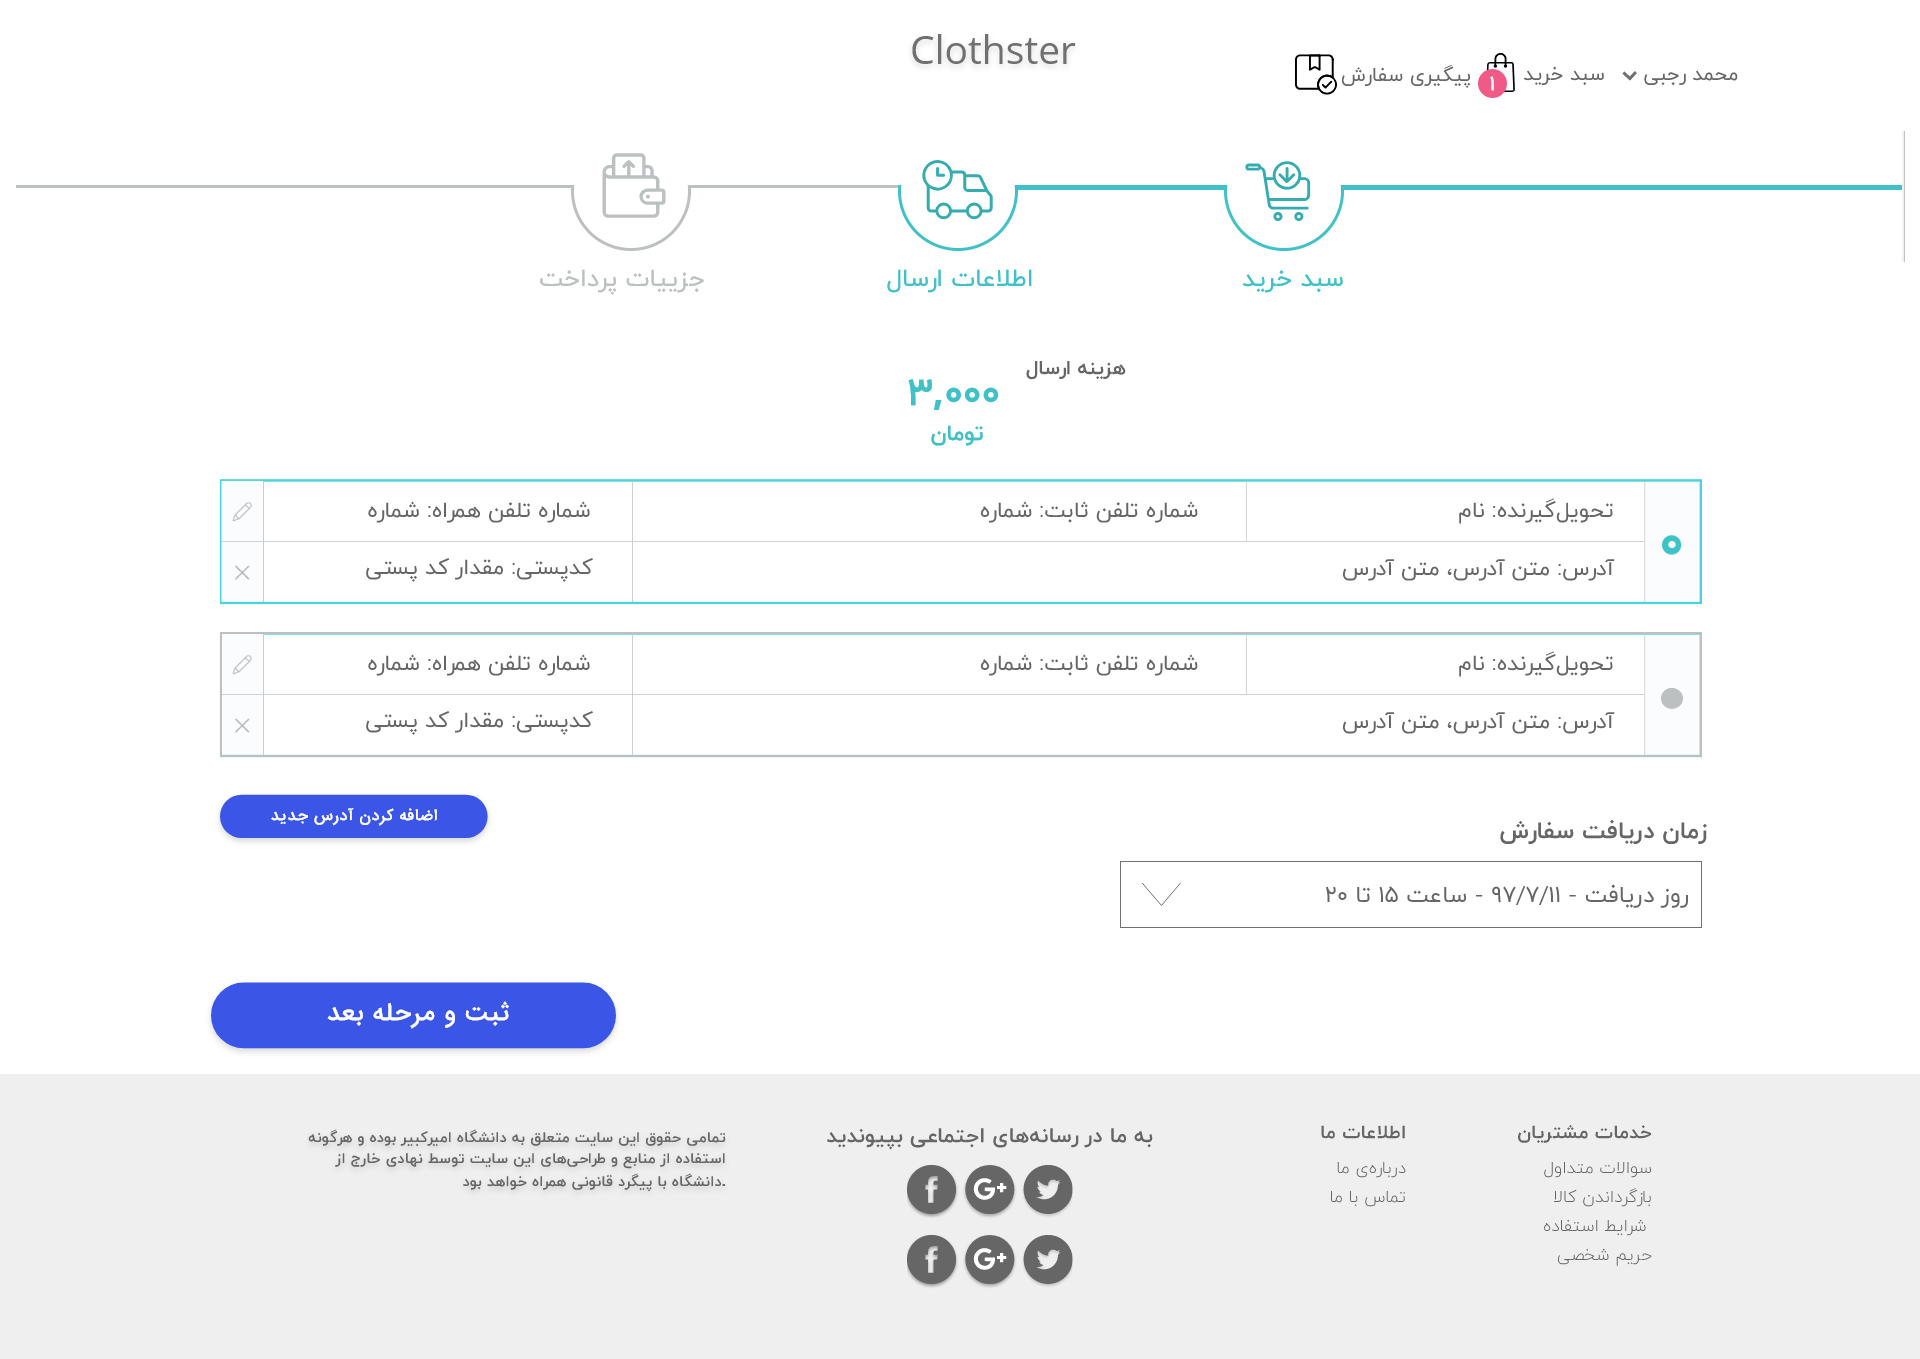 Clothster
محمد رجبی
سبد خرید
۱
پیگیری سفارش
سبد خرید
اطلاعات ارسال
جزییات پرداخت
هزینه ارسال
۳,۰۰۰
تومان
تحویل‌گیرنده: نام
شماره تلفن ثابت: شماره
شماره تلفن همراه: شماره
آدرس: متن آدرس، متن آدرس
کدپستی: مقدار کد پستی
تحویل‌گیرنده: نام
شماره تلفن ثابت: شماره
شماره تلفن همراه: شماره
آدرس: متن آدرس، متن آدرس
کدپستی: مقدار کد پستی
اضافه کردن آدرس جدید
زمان دریافت سفارش
روز دریافت - ۹۷/۷/۱۱ - ساعت ۱۵ تا ۲۰
ثبت و مرحله بعد
خدمات مشتریان
سوالات متداول
بازگرداندن کالا
شرایط استفاده
حریم شخصی
اطلاعات ما
درباره‌ی ما
تماس با ما
به ما در رسانه‌های اجتماعی بپیوندید
تمامی حقوق این سایت متعلق به دانشگاه امیرکبیر بوده و هرگونه
استفاده از منابع و طراحی‌های این سایت توسط نهادی خارج از
.دانشگاه با پیگرد قانونی همراه خواهد بود